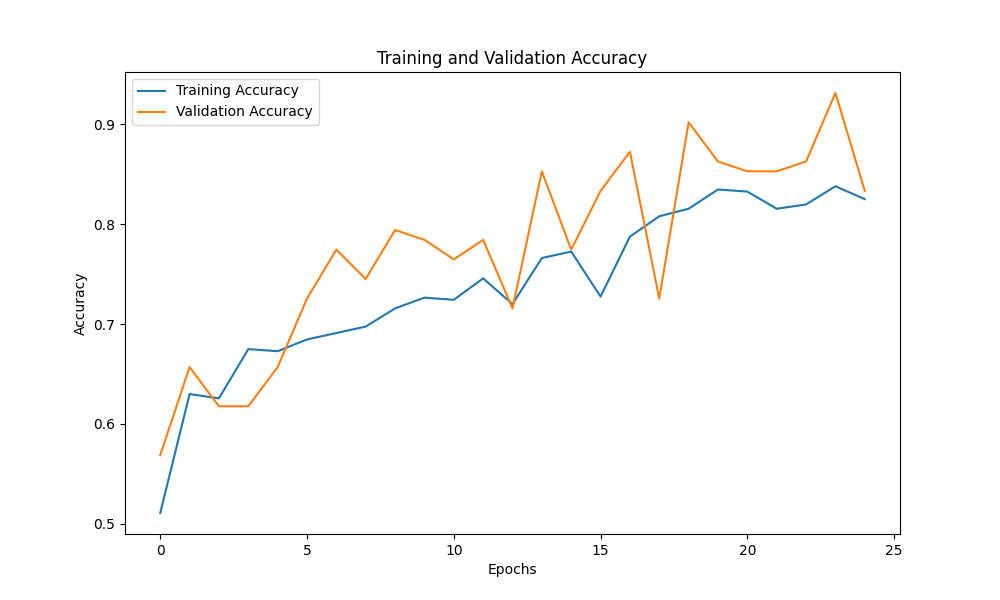 Training and Validation Accuracy
Training Accuracy
Validation Accuracy
0.9
0.8
0.7
0.6
0.5
Accuracy
0 5 10 15 20 25
Epochs